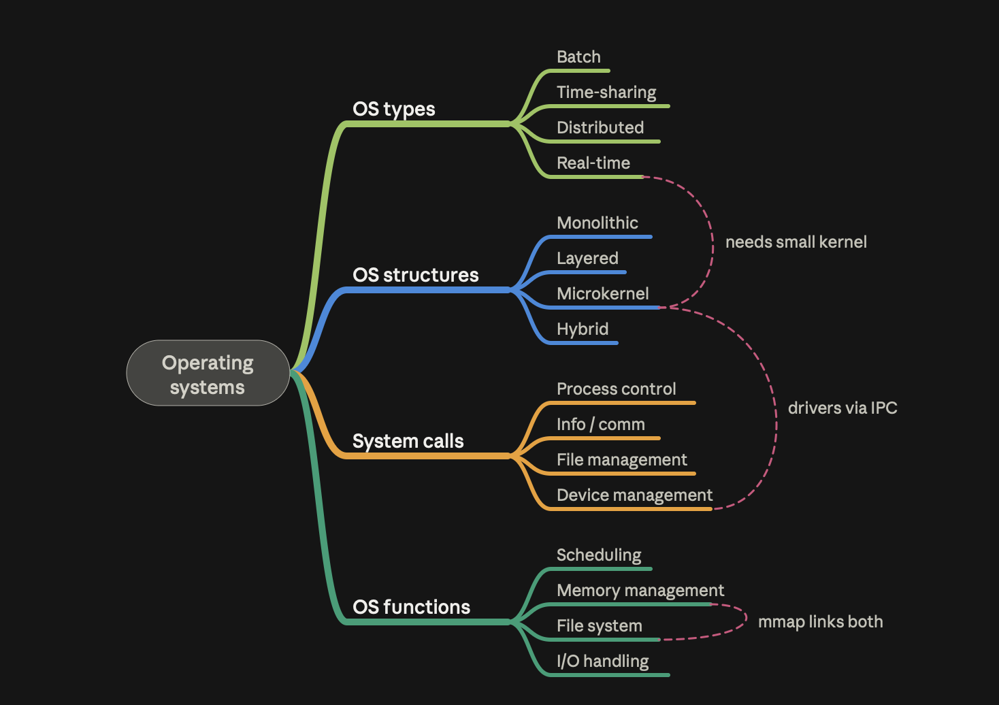 Operating
systems
OS types
Batch
Time-sharing
Distributed
Real-time
OS structures
Monolithic
Layered
Microkernel
Hybrid
needs small kernel
System calls
Process control
Info / comm
File management
Device management
drivers via IPC
OS functions
Scheduling
Memory management
File system
I/O handling
mmap links both